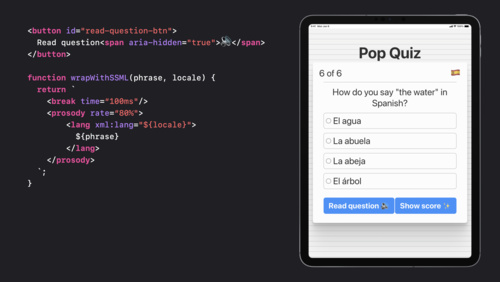 <button id="read-question-btn">
Read question<span aria-hidden="true">🔊</span>
</button>
function wrapWithSSML(phrase, locale) {
return `
<break time="100ms"/>
<prosody rate="80%">
<lang xml:lang="${locale}">
${phrase}
</lang>
</prosody>
`;
}
Pop Quiz
6 of 6 🇪🇸
How do you say "the water" in
Spanish?
El agua
La abuela
La abeja
El árbol
Read question 🔊 Show score ✨